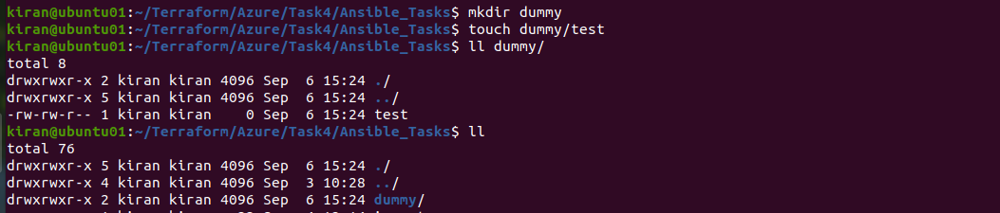 kiran@ubuntu01:~/Terraform/Azure/Task4/Ansible_Tasks$ mkdir dummy
kiran@ubuntu01:~/Terraform/Azure/Task4/Ansible_Tasks$ touch dummy/test
kiran@ubuntu01:~/Terraform/Azure/Task4/Ansible_Tasks$ ll dummy/
total 8
drwxrwxr-x 2 kiran kiran 4096 Sep  6 15:24 ./
drwxrwxr-x 5 kiran kiran 4096 Sep  6 15:24 ../
-rw-rw-r-- 1 kiran kiran    0 Sep  6 15:24 test
kiran@ubuntu01:~/Terraform/Azure/Task4/Ansible_Tasks$ ll
total 76
drwxrwxr-x 5 kiran kiran 4096 Sep  6 15:24 ./
drwxrwxr-x 4 kiran kiran 4096 Sep  3 10:28 ../
drwxrwxr-x 2 kiran kiran 4096 Sep  6 15:24 dummy/